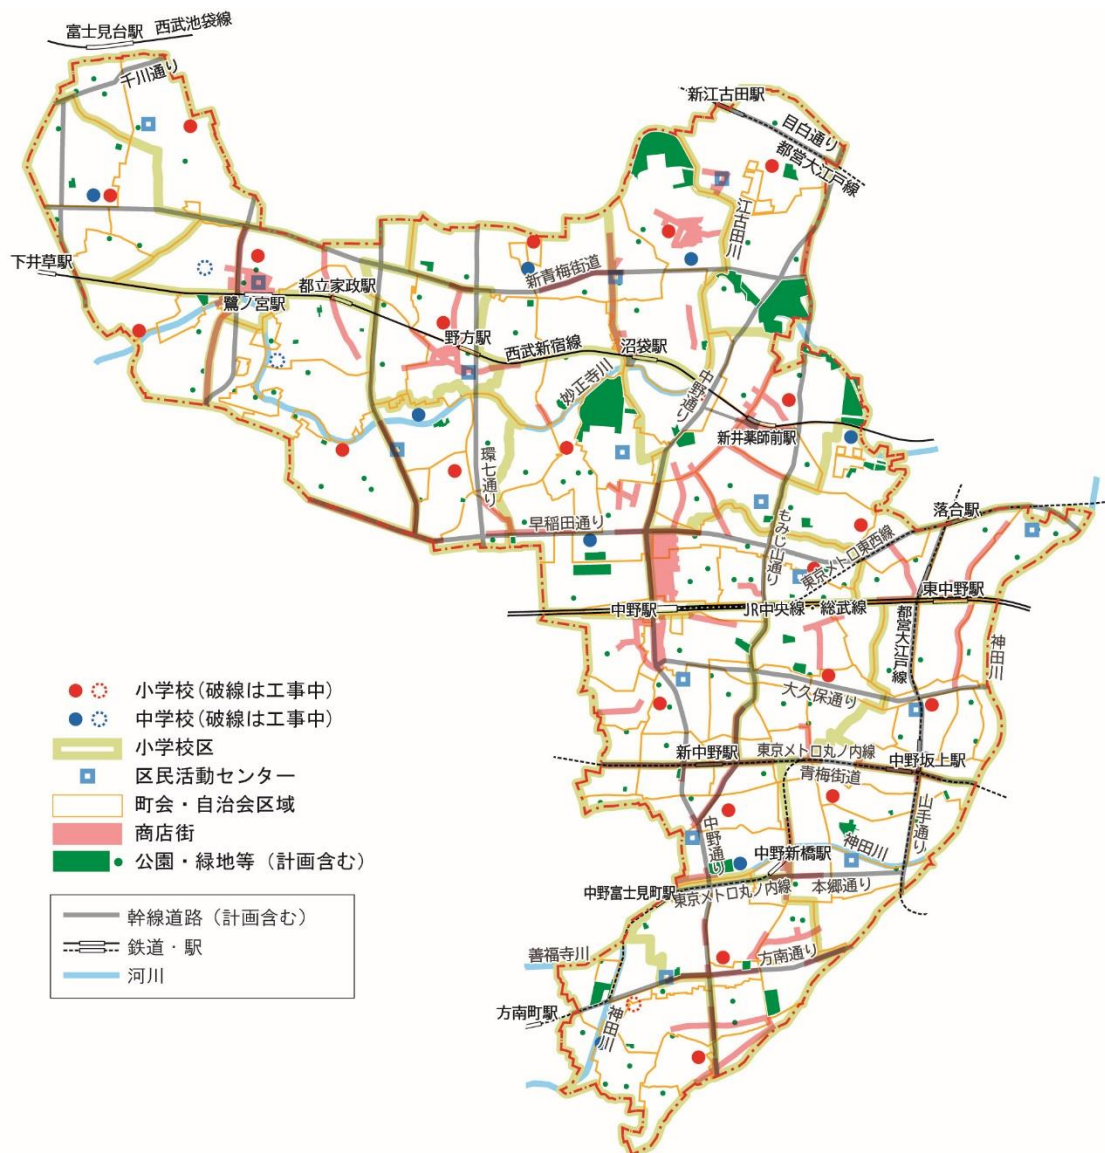 富士見台駅 西武池袋線
千川通り
新江古田駅
目白通り
都営大江戸線
江古田川
下井草駅
鷺ノ宮駅
都立家政駅
新青梅街道
野方駅
西武新宿線
沼袋駅
妙正寺川
中野通り
新井薬師前駅
環七通り
早稲田通り
もみじ山通り
東京メトロ東西線
落合駅
中野駅
JR中央線・総武線
東中野駅
都営大江戸線
神田川
大久保通り
新中野駅
東京メトロ丸ノ内線
青梅街道
中野坂上駅
山手通り
中野通り
中野新橋駅
神田川
中野富士見町駅
東京メトロ丸ノ内線
本郷通り
善福寺川
方南通り
方南町駅
神田川
小学校(破線は工事中)
中学校(破線は工事中)
小学校区
区民活動センター
町会・自治会区域
商店街
公園・緑地等（計画含む）
幹線道路（計画含む）
鉄道・駅
河川